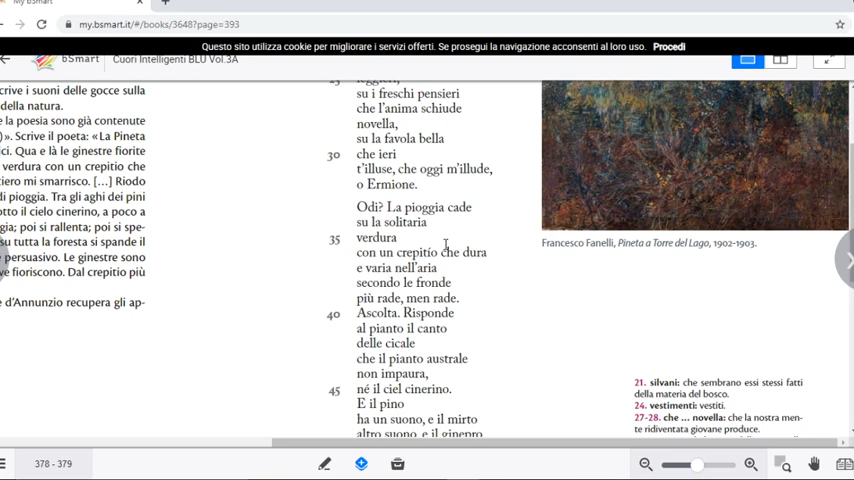 My bSmart
my.bsmart.it/#/books/3648?page=393
Questo sito utilizza cookie per migliorare i servizi offerti. Se prosegui la navigazione acconsenti al loro uso. Procedi
bSmart Cuori Intelligenti BLU Vol.3A
crive i suoni delle gocce sulla
della natura.
e la poesia sono già contenute
)». Scrive il poeta: «La Pineta
ci. Qua e là le ginestre fiorite
verdura con un crepitio che
tiero mi smarrisco. [...] Riodo
di pioggia. Tra gli aghi dei pini
otto il cielo cinerino, a poco a
gia; poi si rallenta; poi si spe-
su tutta la foresta si spande il
persuasivo. Le ginestre sono
ve fioriscono. Dal crepitio più
e d'Annunzio recupera gli ap-
25 leggieri,
su i freschi pensieri
che l'anima schiude
novella,
su la favola bella
30 che ieri
t'illuse, che oggi m'illude,
o Ermione.
Odi? La pioggia cade
su la solitaria
35 verdura
con un crepitío che dura
e varia nell'aria
secondo le fronde
più rade, men rade.
40 Ascolta. Risponde
al pianto il canto
delle cicale
che il pianto australe
non impaura,
45 né il ciel cinerino.
E il pino
ha un suono, e il mirto
altro suono, e il ginepro
Francesco Fanelli, Pineta a Torre del Lago, 1902-1903.
21. silvani: che sembrano essi stessi fatti
della materia del bosco.
24. vestimenti: vestiti.
27-28. che ... novella: che la nostra men-
te ridiventata giovane produce.
378 - 379